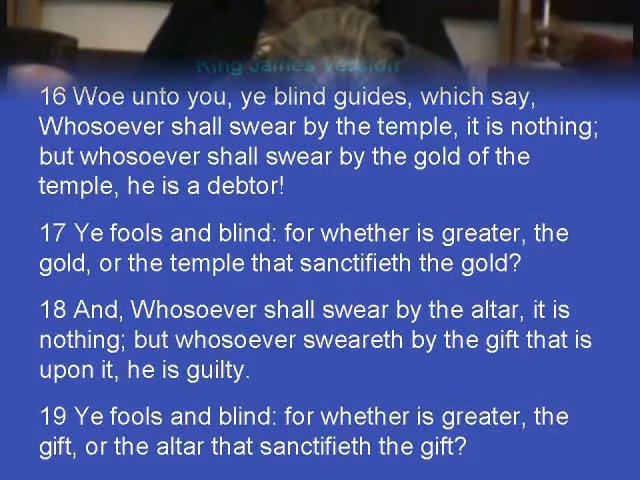 King James Version
16 Woe unto you, ye blind guides, which say,
Whosoever shall swear by the temple, it is nothing;
but whosoever shall swear by the gold of the
temple, he is a debtor!
17 Ye fools and blind: for whether is greater, the
gold, or the temple that sanctifieth the gold?
18 And, Whosoever shall swear by the altar, it is
nothing; but whosoever sweareth by the gift that is
upon it, he is guilty.
19 Ye fools and blind: for whether is greater, the
gift, or the altar that sanctifieth the gift?